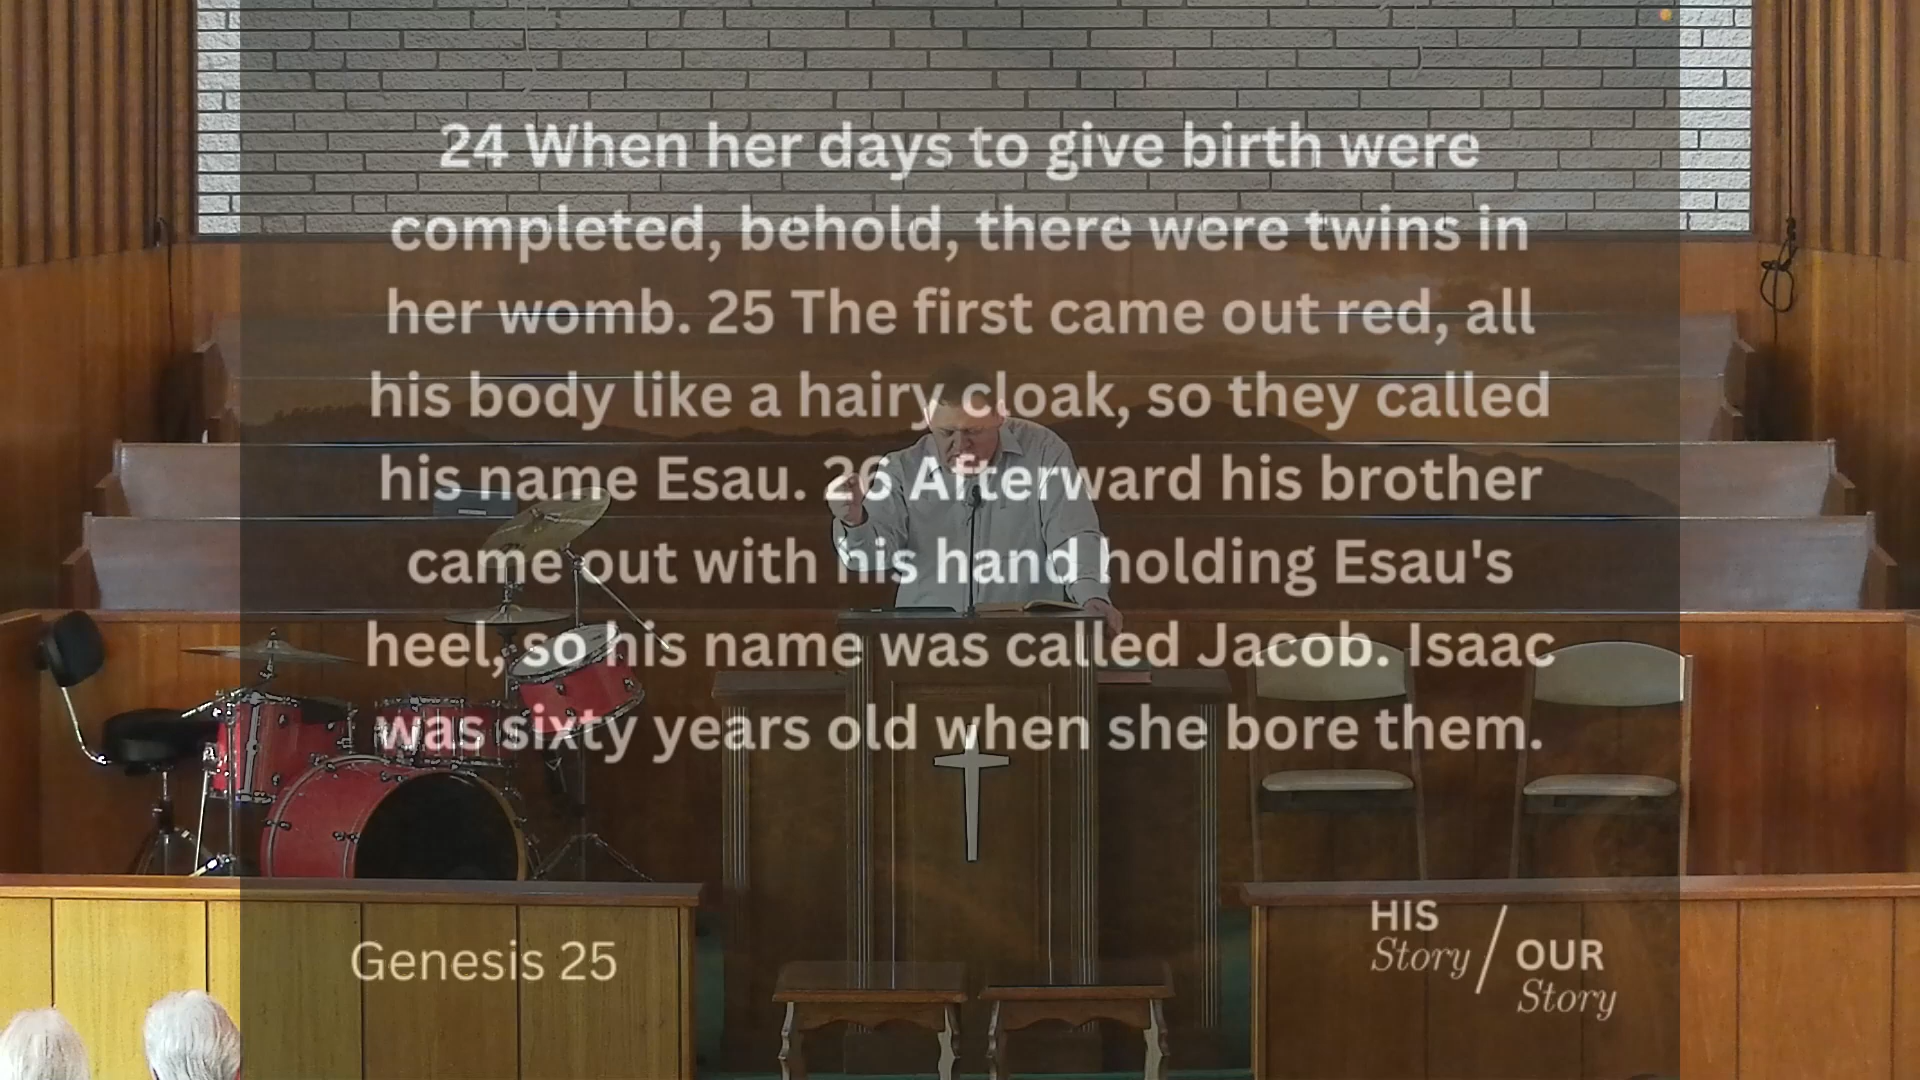 24 When her days to give birth were
completed, behold, there were twins in
her womb. 25 The first came out red, all
his body like a hairy cloak, so they called
his name Esau. 26 Afterward his brother
came out with his hand holding Esau's
heel, so his name was called Jacob. Isaac
was sixty years old when she bore them.
Genesis 25
HIS
Story / OUR
Story